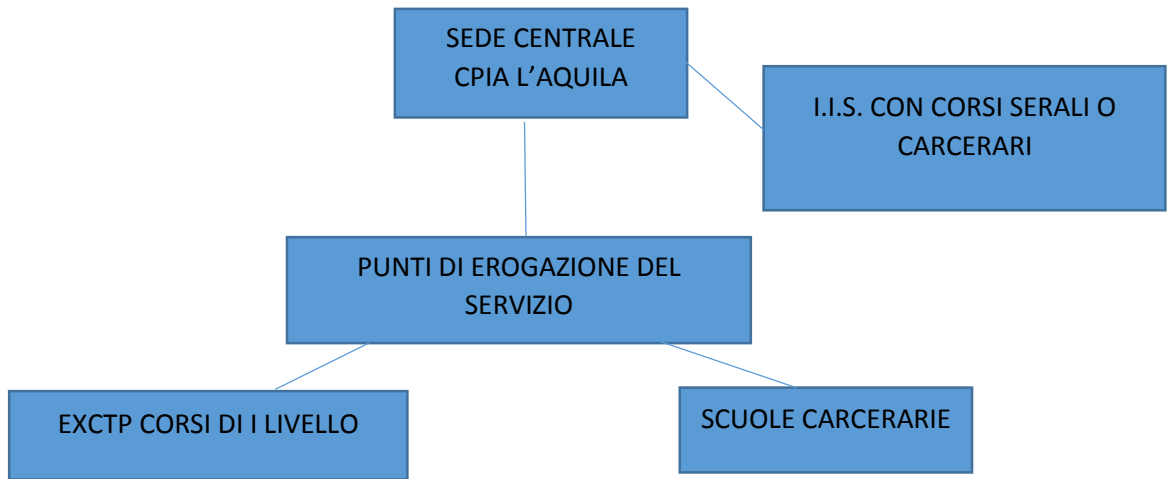 SEDE CENTRALE
CPIA L’AQUILA
I.I.S. CON CORSI SERALI O
CARCERARI
PUNTI DI EROGAZIONE DEL
SERVIZIO
EXCTP CORSI DI I LIVELLO
SCUOLE CARCERARIE